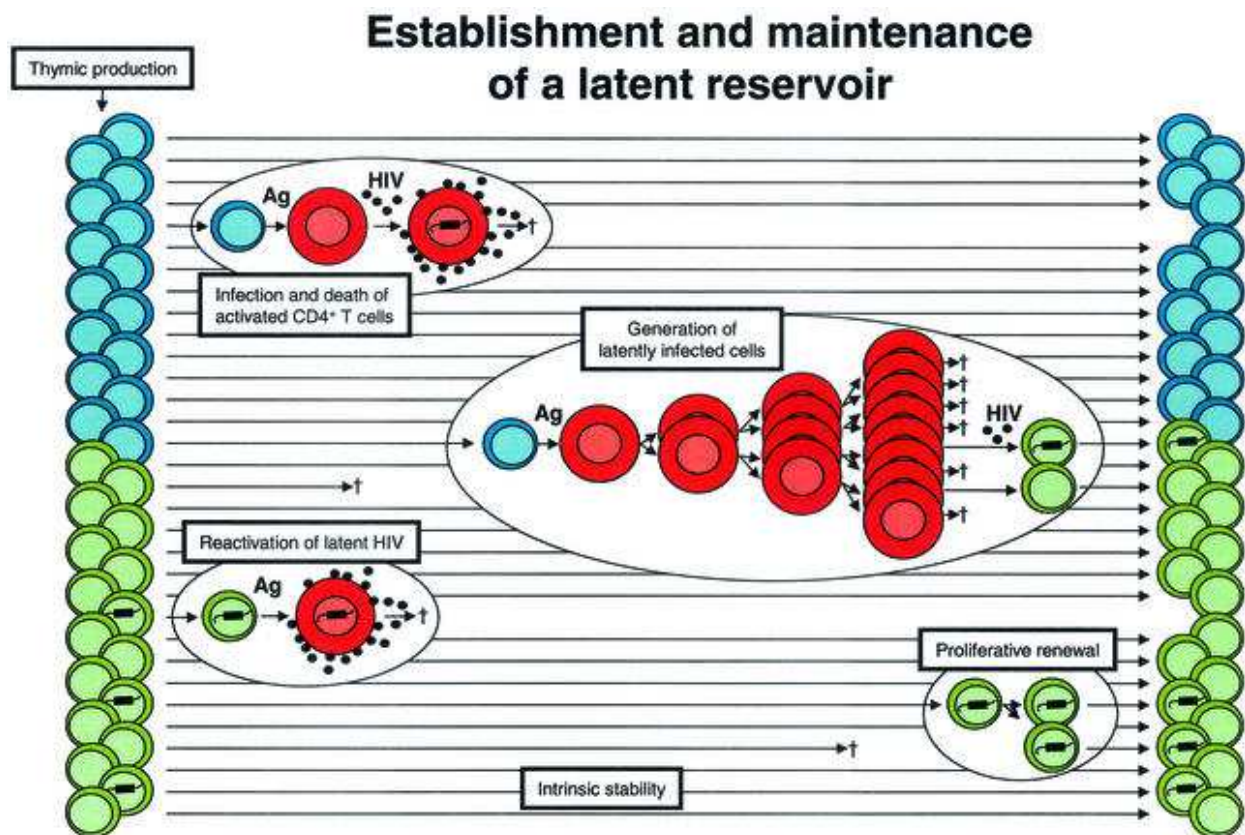 Establishment and maintenance
of a latent reservoir
Thymic production
Ag
HIV
Infection and death of
activated CD4⁺ T cells
Generation of
latently infected cells
Ag
HIV
Reactivation of latent HIV
Ag
Proliferative renewal
Intrinsic stability